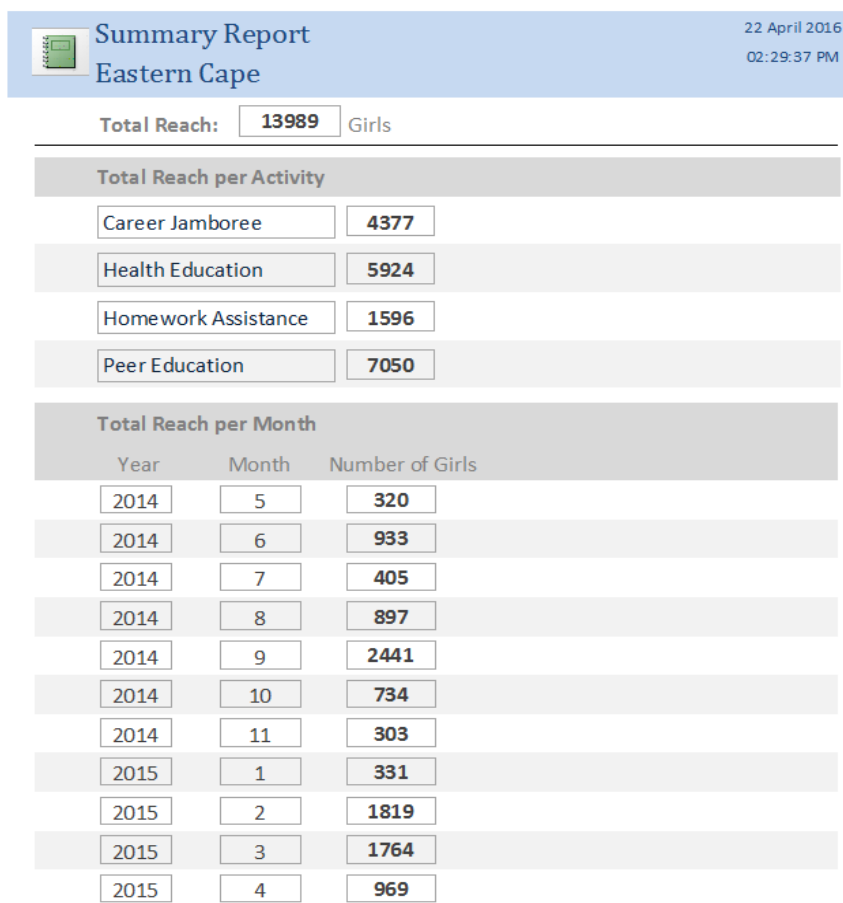 Summary Report
Eastern Cape
22 April 2016
02:29:37 PM
Total Reach: 13989 Girls
Total Reach per Activity
Career Jamboree 4377
Health Education 5924
Homework Assistance 1596
Peer Education 7050
Total Reach per Month
Year Month Number of Girls
2014 5 320
2014 6 933
2014 7 405
2014 8 897
2014 9 2441
2014 10 734
2014 11 303
2015 1 331
2015 2 1819
2015 3 1764
2015 4 969